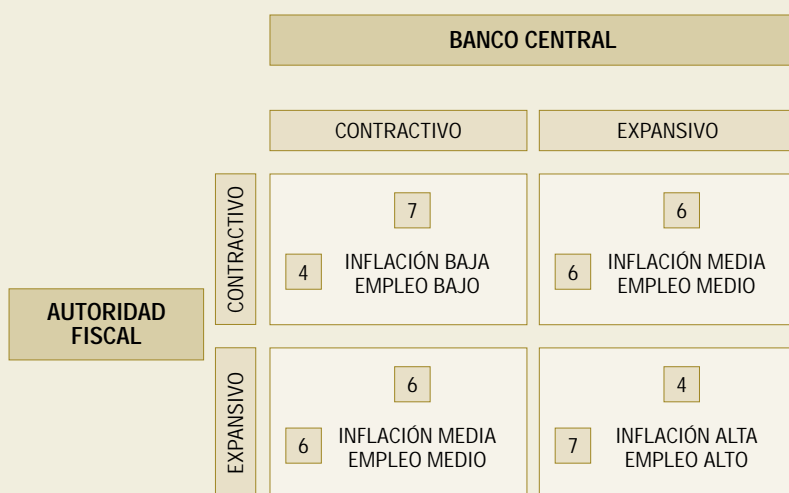 BANCO CENTRAL
CONTRACTIVO
EXPANSIVO
AUTORIDAD
FISCAL
CONTRACTIVO
7
4
INFLACIÓN BAJA
EMPLEO BAJO
6
6
INFLACIÓN MEDIA
EMPLEO MEDIO
EXPANSIVO
6
6
INFLACIÓN MEDIA
EMPLEO MEDIO
4
7
INFLACIÓN ALTA
EMPLEO ALTO